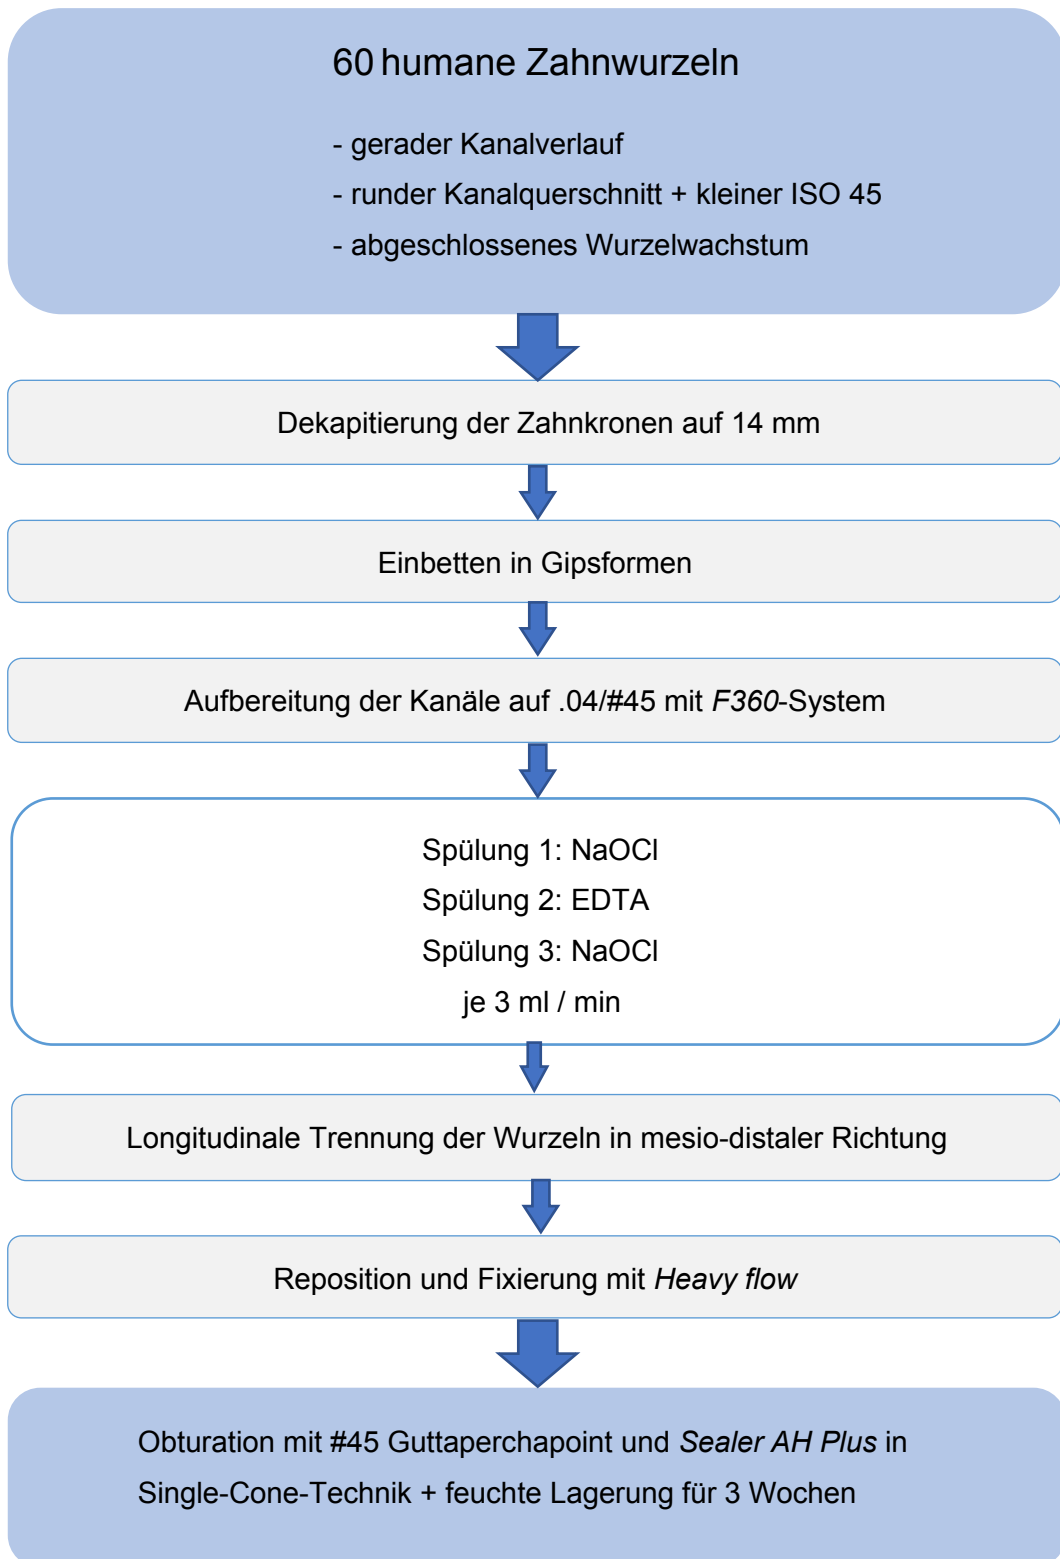 60 humane Zahnwurzeln
- gerader Kanalverlauf
- runder Kanalquerschnitt + kleiner ISO 45
- abgeschlossenes Wurzelwachstum
Dekapitierung der Zahnkronen auf 14 mm
Einbetten in Gipsformen
Aufbereitung der Kanäle auf .04/#45 mit F360-System
Spülung 1: NaOCl
Spülung 2: EDTA
Spülung 3: NaOCl
je 3 ml / min
Longitudinale Trennung der Wurzeln in mesio-distaler Richtung
Reposition und Fixierung mit Heavy flow
Obturation mit #45 Guttaperchapoint und Sealer AH Plus in
Single-Cone-Technik + feuchte Lagerung für 3 Wochen